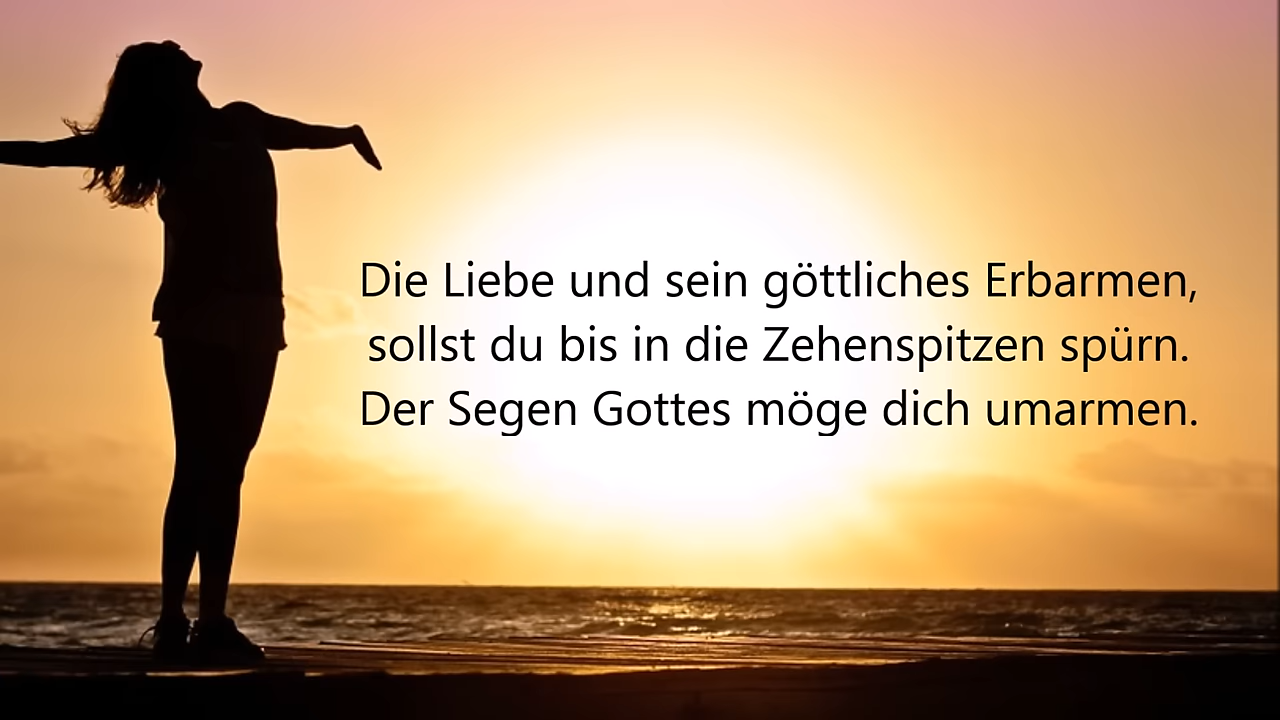 Die Liebe und sein göttliches Erbarmen,
sollst du bis in die Zehenspitzen spürn.
Der Segen Gottes möge dich umarmen.